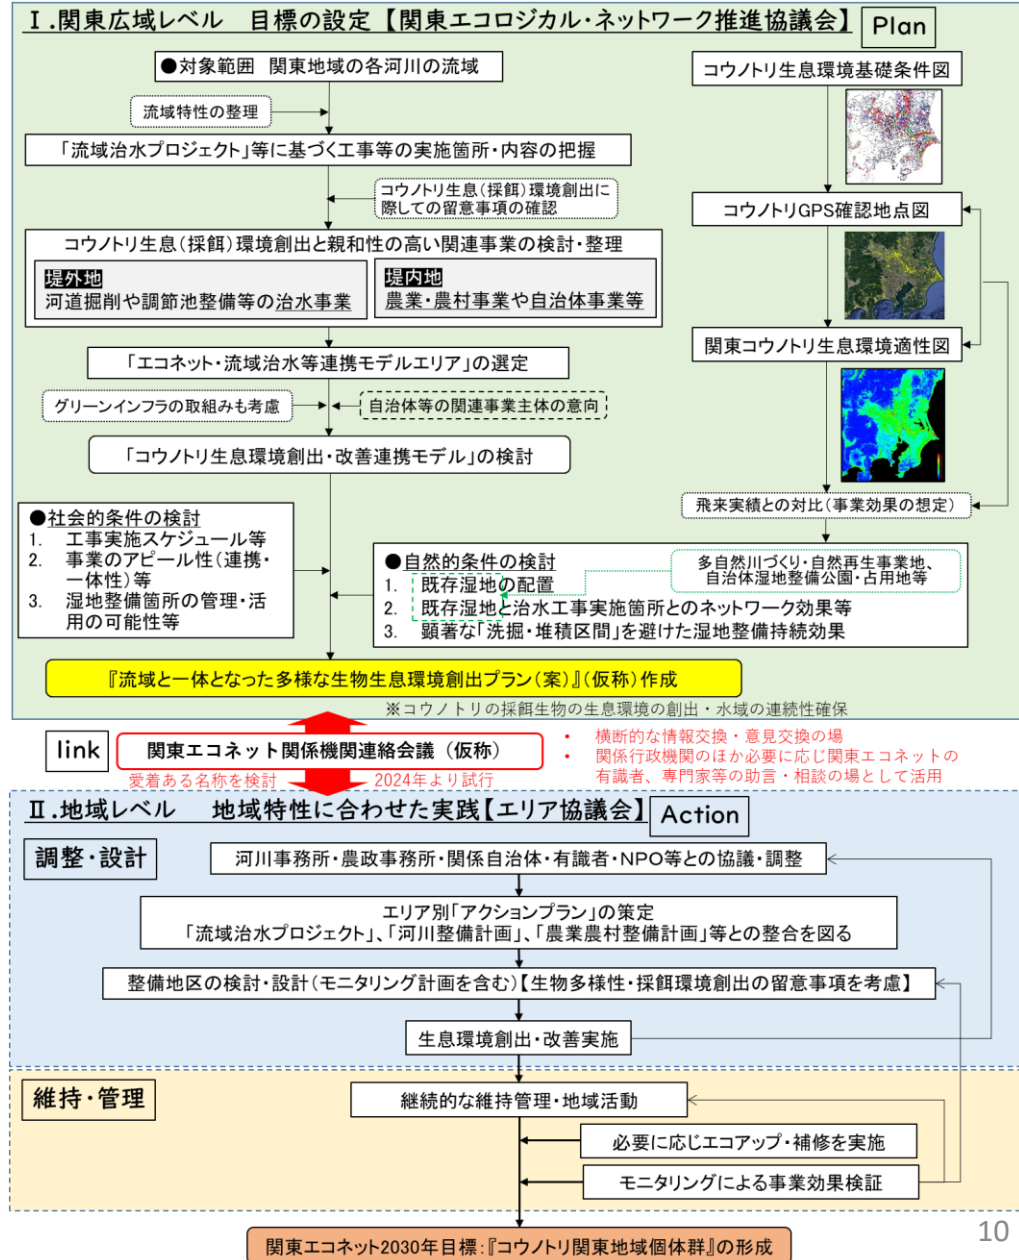 Ⅰ.関東広域レベル　目標の設定【関東エコロジカル・ネットワーク推進協議会】
Plan
●対象範囲　関東地域の各河川の流域
流域特性の整理
「流域治水プロジェクト」等に基づく工事等の実施箇所・内容の把握
コウノトリ生息(採餌)環境創出に
際しての留意事項の確認
コウノトリ生息(採餌)環境創出と親和性の高い関連事業の検討・整理
堤外地
河道掘削や調節池整備等の治水事業
堤内地
農業・農村事業や自治体事業等
「エコネット・流域治水等連携モデルエリア」の選定
グリーンインフラの取組みも考慮
自治体等の関連事業主体の意向
「コウノトリ生息環境創出・改善連携モデル」の検討
コウノトリ生息環境基礎条件図
コウノトリGPS確認地点図
関東コウノトリ生息環境適性図
飛来実績との対比(事業効果の想定)
●社会的条件の検討
1.　工事実施スケジュール等
2.　事業のアピール性(連携・
一体性)等
3.　湿地整備箇所の管理・活
用の可能性等
●自然的条件の検討
1.　既存湿地の配置
2.　既存湿地と治水工事実施箇所とのネットワーク効果等
3.　顕著な「洗掘・堆積区間」を避けた湿地整備持続効果
多自然川づくり・自然再生事業地、
自治体湿地整備公園・占用地等
『流域と一体となった多様な生物生息環境創出プラン(案)』(仮称)作成
※コウノトリの採餌生物の生息環境の創出・水域の連続性確保
link
関東エコネット関係機関連絡会議（仮称）
愛着ある名称を検討
2024年より試行
• 横断的な情報交換・意見交換の場
• 関係行政機関のほか必要に応じ関東エコネットの
有識者、専門家等の助言・相談の場として活用
Ⅱ.地域レベル　地域特性に合わせた実践【エリア協議会】
Action
調整・設計
河川事務所・農政事務所・関係自治体・有識者・NPO等との協議・調整
エリア別「アクションプラン」の策定
「流域治水プロジェクト」、「河川整備計画」、「農業農村整備計画」等との整合を図る
整備地区の検討・設計(モニタリング計画を含む)【生物多様性・採餌環境創出の留意事項を考慮】
生息環境創出・改善実施
維持・管理
継続的な維持管理・地域活動
必要に応じエコアップ・補修を実施
モニタリングによる事業効果検証
関東エコネット2030年目標:『コウノトリ関東地域個体群』の形成
10